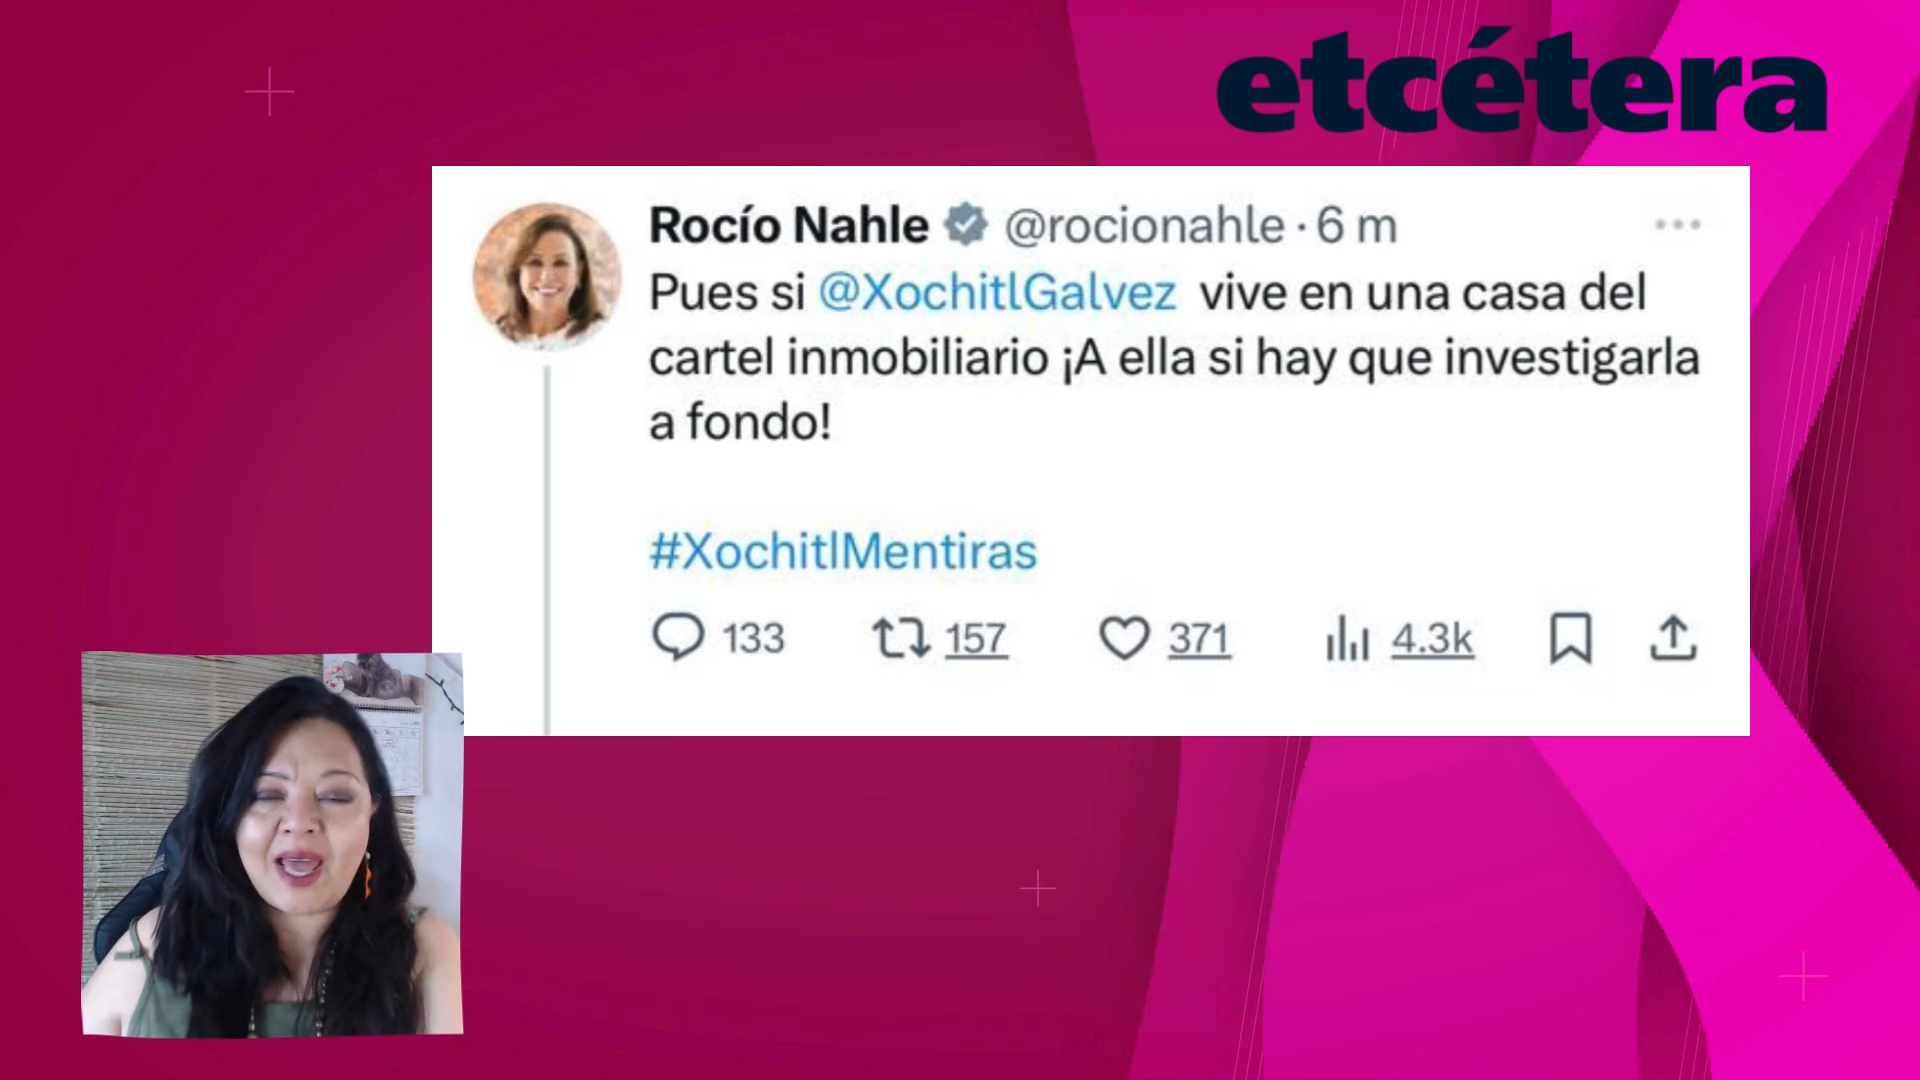 etcétera
Rocío Nahle @rocionahle · 6 m
Pues si @XochitlGalvez vive en una casa del
cartel inmobiliario ¡A ella si hay que investigarla
a fondo!
#XochitlMentiras
133 157 371 4.3k